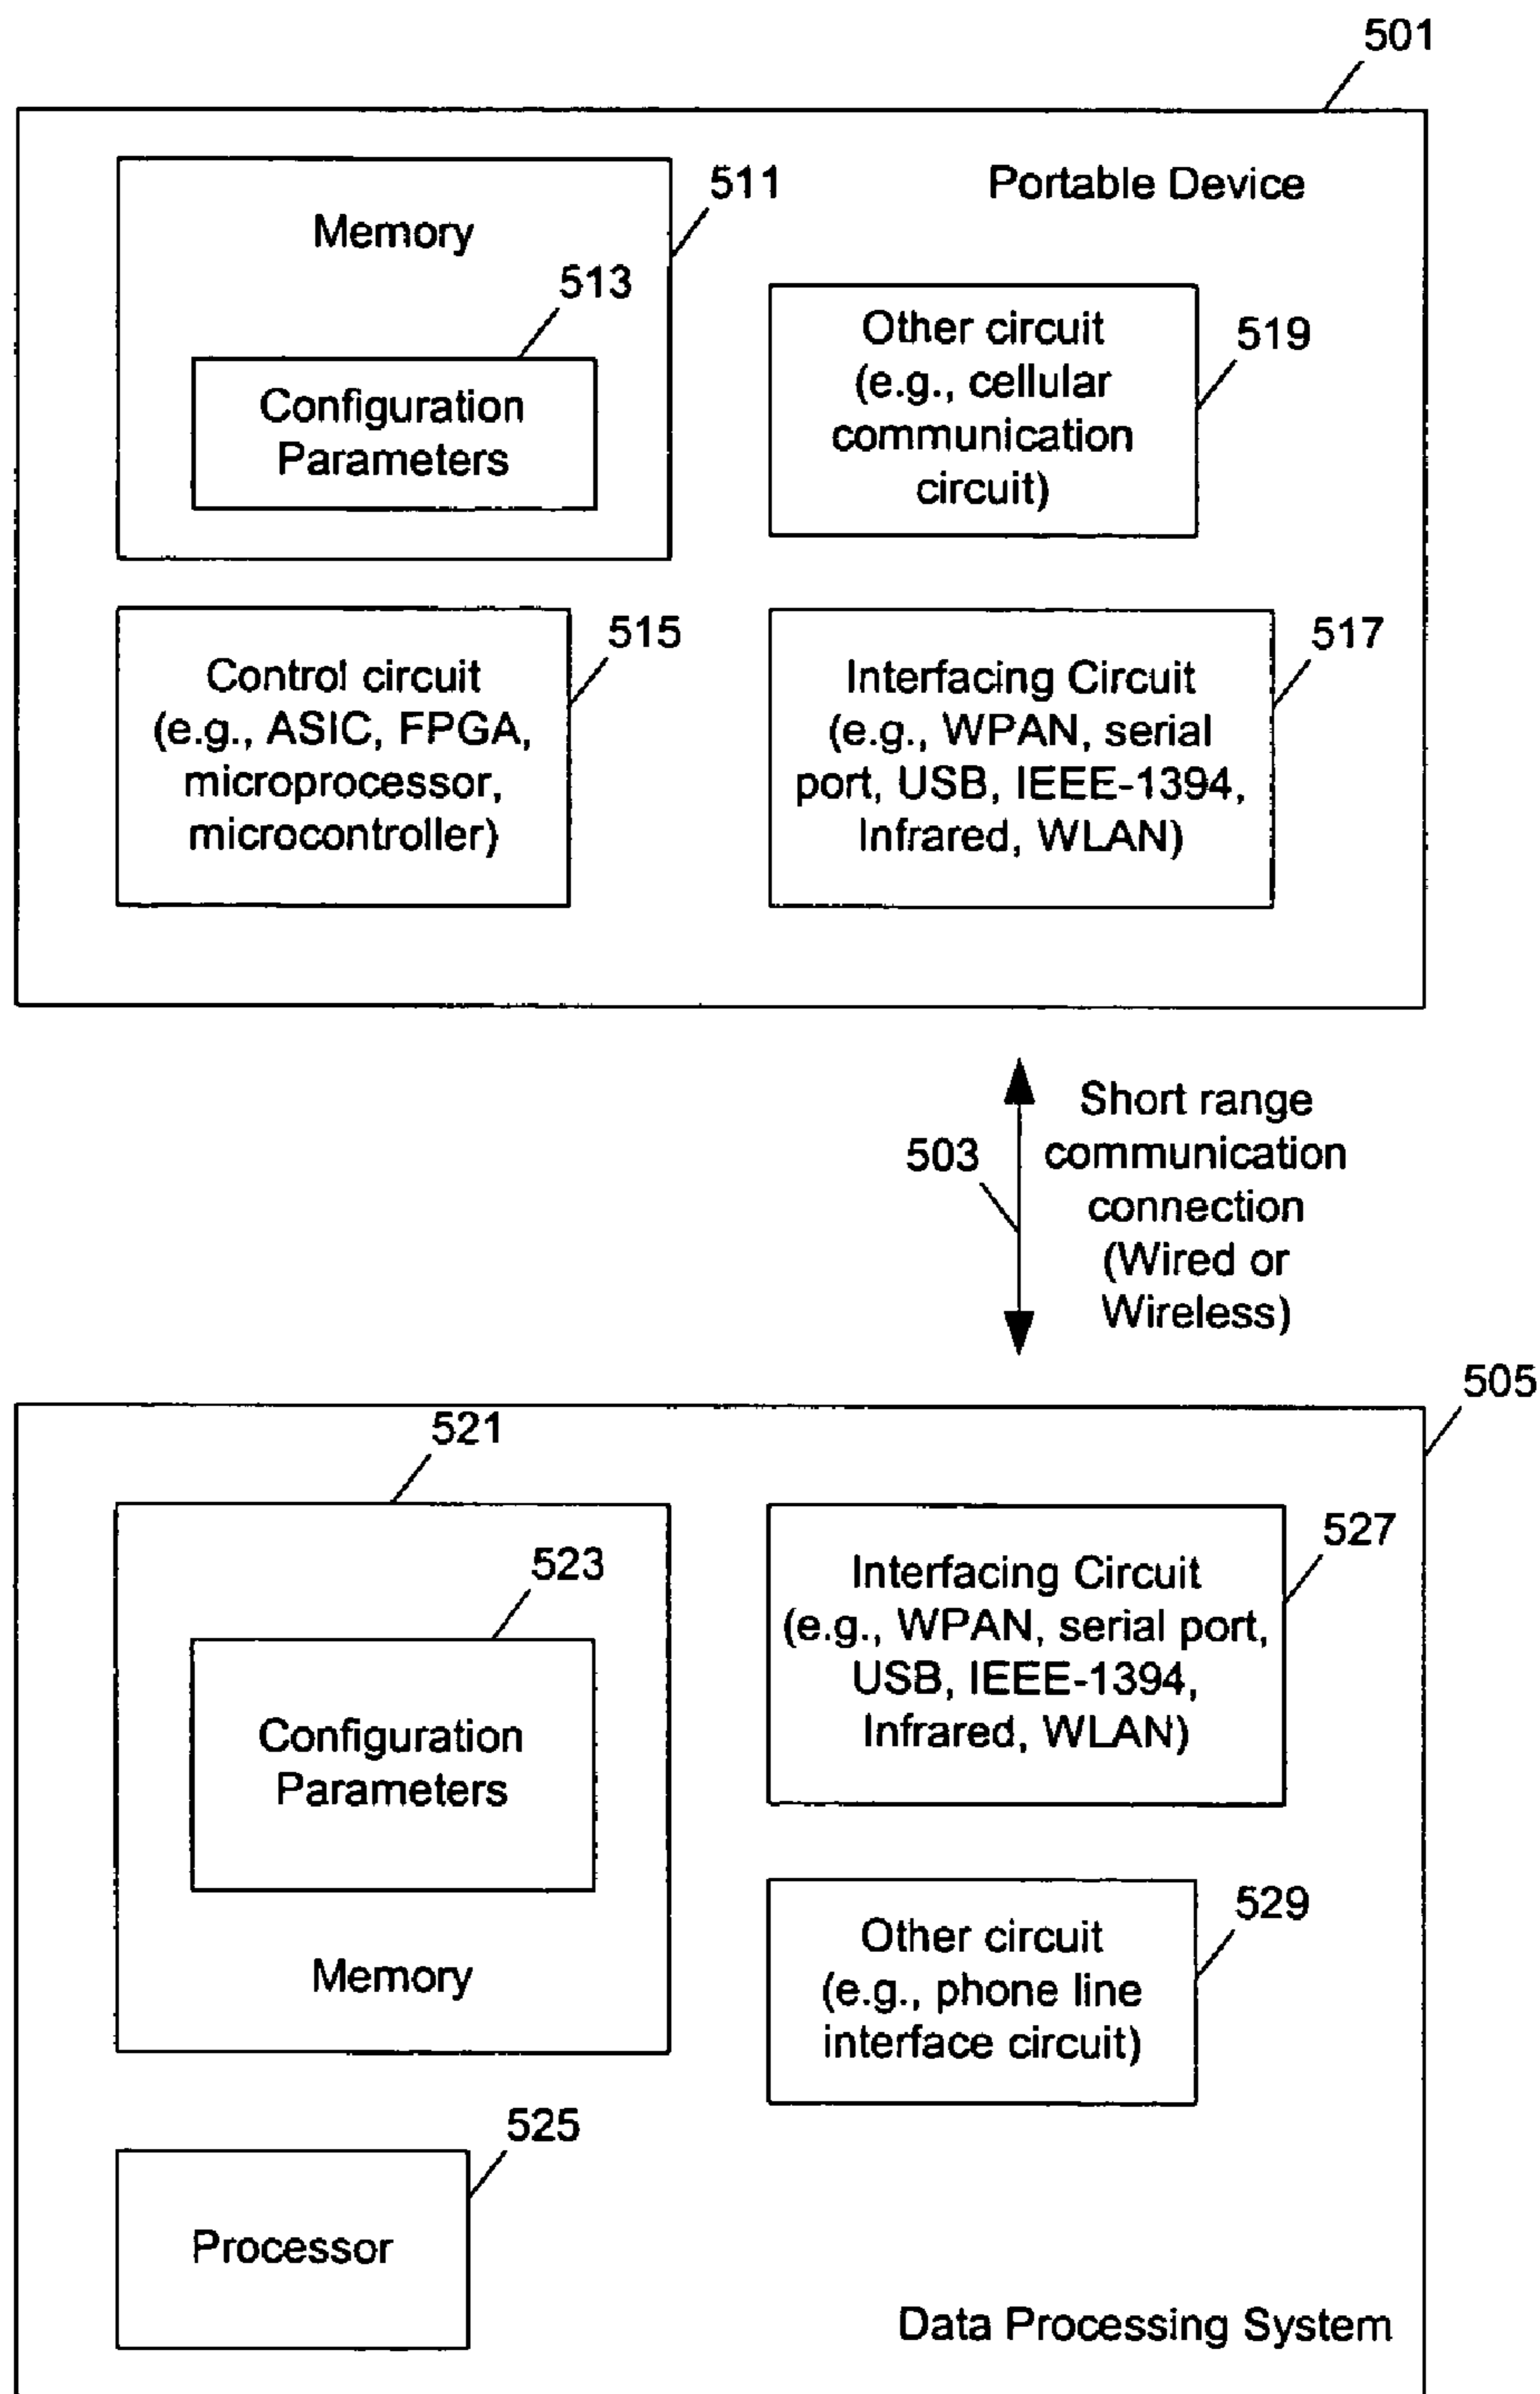 501
Portable Device
511
Memory
513
Configuration
Parameters
Other circuit
(e.g., cellular
communication
circuit)
519
Control circuit
(e.g., ASIC, FPGA,
microprocessor,
microcontroller)
515
Interfacing Circuit
(e.g., WPAN, serial
port, USB, IEEE-1394,
Infrared, WLAN)
517
503
Short range
communication
connection
(Wired or
Wireless)
505
521
523
Configuration
Parameters
Memory
Interfacing Circuit
(e.g., WPAN, serial port,
USB, IEEE-1394,
Infrared, WLAN)
527
Other circuit
(e.g., phone line
interface circuit)
529
525
Processor
Data Processing System